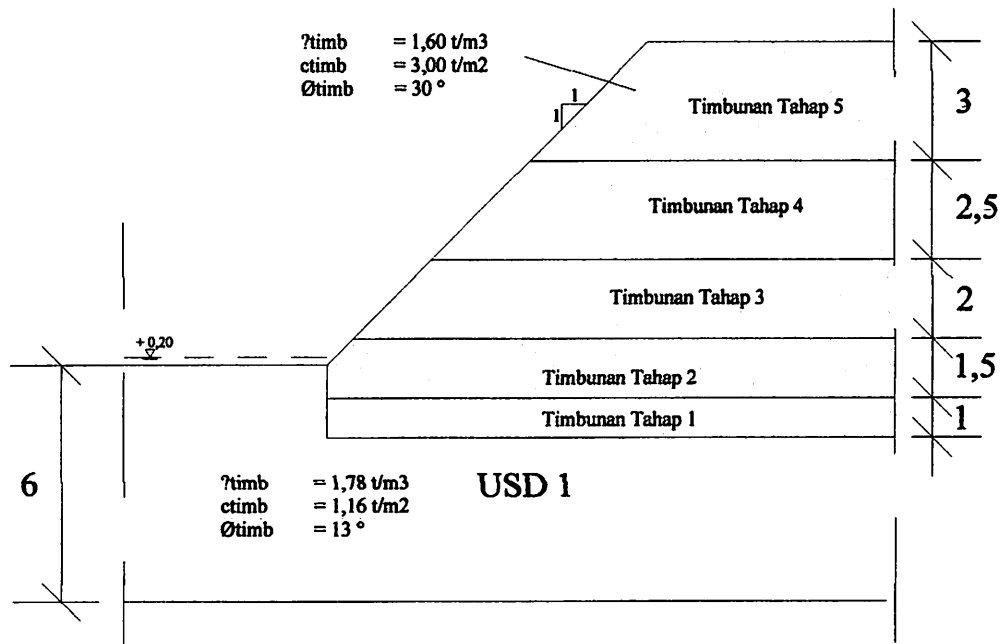 ?timb = 1,60 t/m3
ctimb = 3,00 t/m2
Øtimb = 30 °
1
1
Timbunan Tahap 5
3
Timbunan Tahap 4
2,5
Timbunan Tahap 3
2
+ 0,20
Timbunan Tahap 2
1,5
Timbunan Tahap 1
1
6
?timb = 1,78 t/m3
ctimb = 1,16 t/m2
Øtimb = 13 °
USD 1